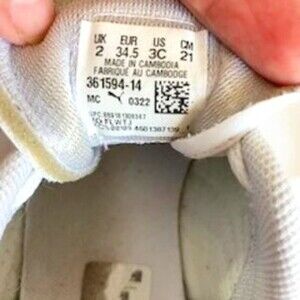 UK EUR US CM
2 34.5 3C 21
MADE IN CAMBODIA
FABRIQUÉ AU CAMBODGE
361594-14
MC 0322